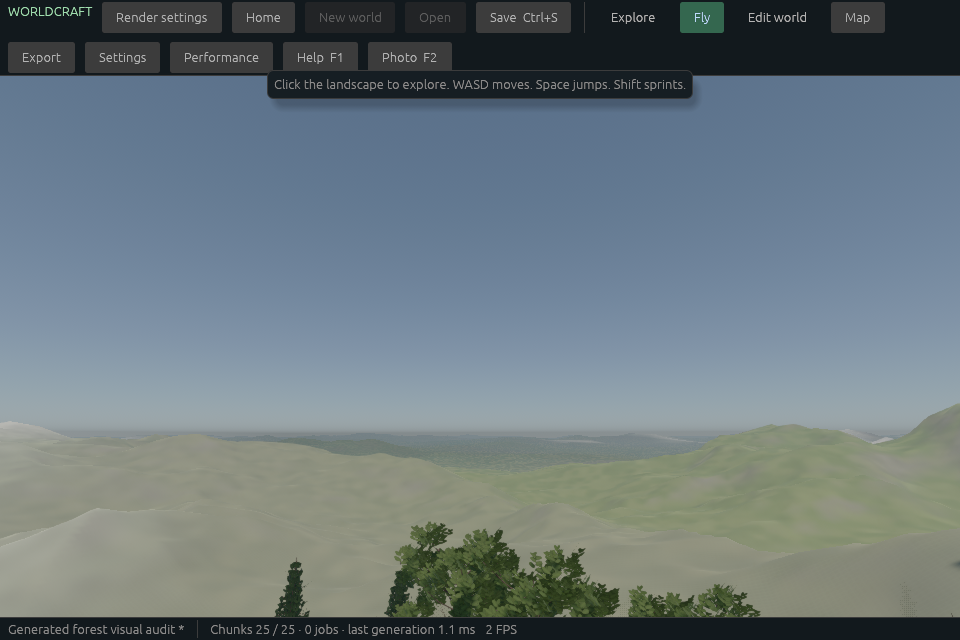 WORLDCRAFT Render settings Home New world Open Save Ctrl+S Explore Fly Edit world Map
Export Settings Performance Help F1 Photo F2
Click the landscape to explore. WASD moves. Space jumps. Shift sprints.
Generated forest visual audit * Chunks 25 / 25 · 0 jobs · last generation 1.1 ms 2 FPS